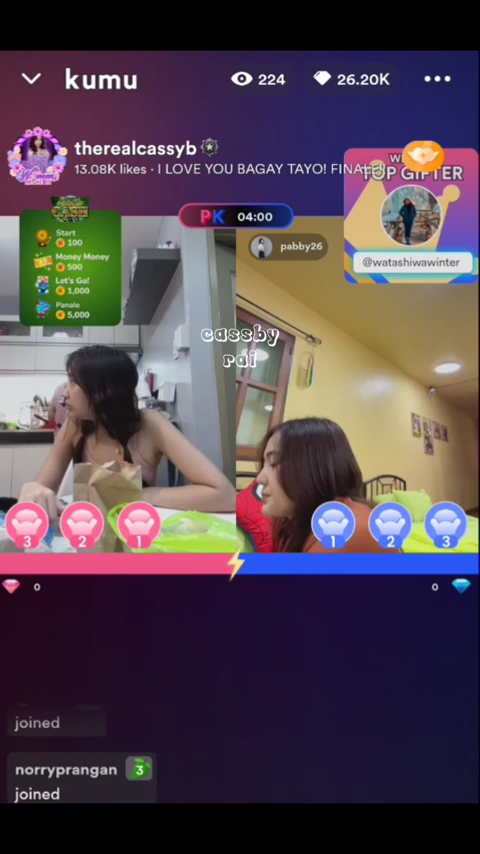 kumu
224
26.20K
therealcassyb
13.08K likes · I LOVE YOU BAGAY TAYO! FINALE!!
TOP GIFTER
@watashiwawinter
PK 04:00
pabby26
Start
100
Money Money
500
Let's Go!
1,000
Panalo
5,000
cassby
rai
3 2 1
1 2 3
0
0
joined
norryprangan 3
joined